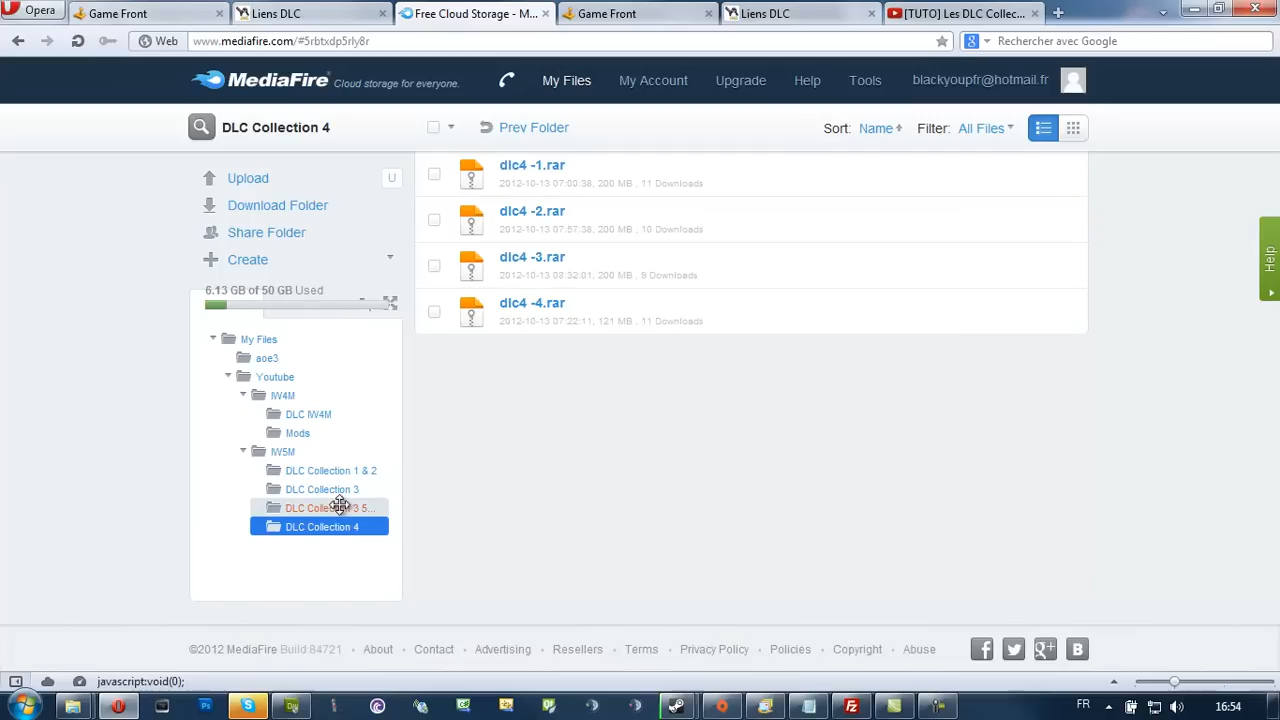 Opera
Game Front
Liens DLC
Free Cloud Storage - M...
Game Front
Liens DLC
[TUTO] Les DLC Collec...
Web
www.mediafire.com/#5rbtxdp5rly8r
Rechercher avec Google
MediaFire
Cloud storage for everyone.
My Files
My Account
Upgrade
Help
Tools
blackyoupfr@hotmail.fr
DLC Collection 4
Prev Folder
Sort: Name
Filter: All Files
Upload
U
Download Folder
Share Folder
Create
6.13 GB of 50 GB Used
dlc4 -1.rar
2012-10-13 07:00:38, 200 MB , 11 Downloads
dlc4 -2.rar
2012-10-13 07:57:38, 200 MB , 10 Downloads
dlc4 -3.rar
2012-10-13 08:32:01, 200 MB , 9 Downloads
dlc4 -4.rar
2012-10-13 07:22:11, 121 MB , 11 Downloads
Help
My Files
aoe3
Youtube
IW4M
DLC IW4M
Mods
IW5M
DLC Collection 1 & 2
DLC Collection 3
3 5...
DLC Collection 4
©2012 MediaFire Build 84721 • About • Contact • Advertising • Resellers • Terms • Privacy Policy • Policies • Copyright • Abuse
javascript:void(0);
FR
16:54